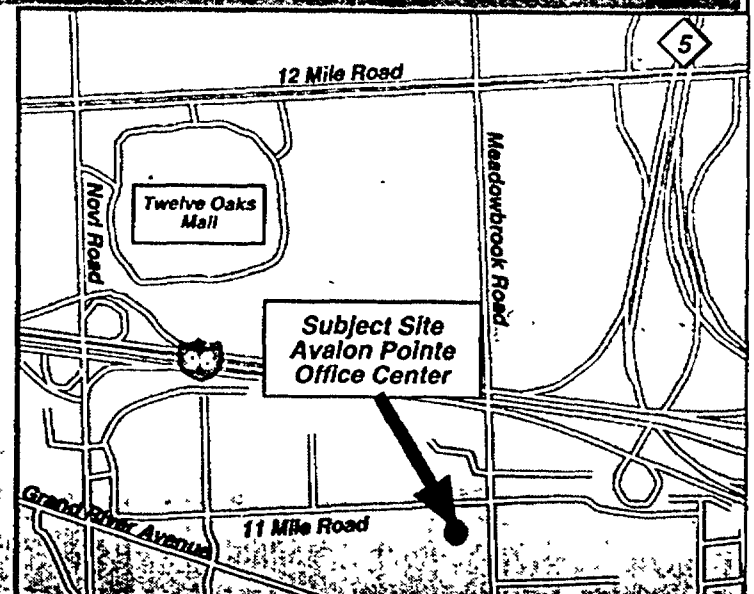 5
12 Mile Road
Meadowbrook Road
Twelve Oaks
Mall
Novi Road
Subject Site
Avalon Pointe
Office Center
Grand River Avenue
11 Mile Road